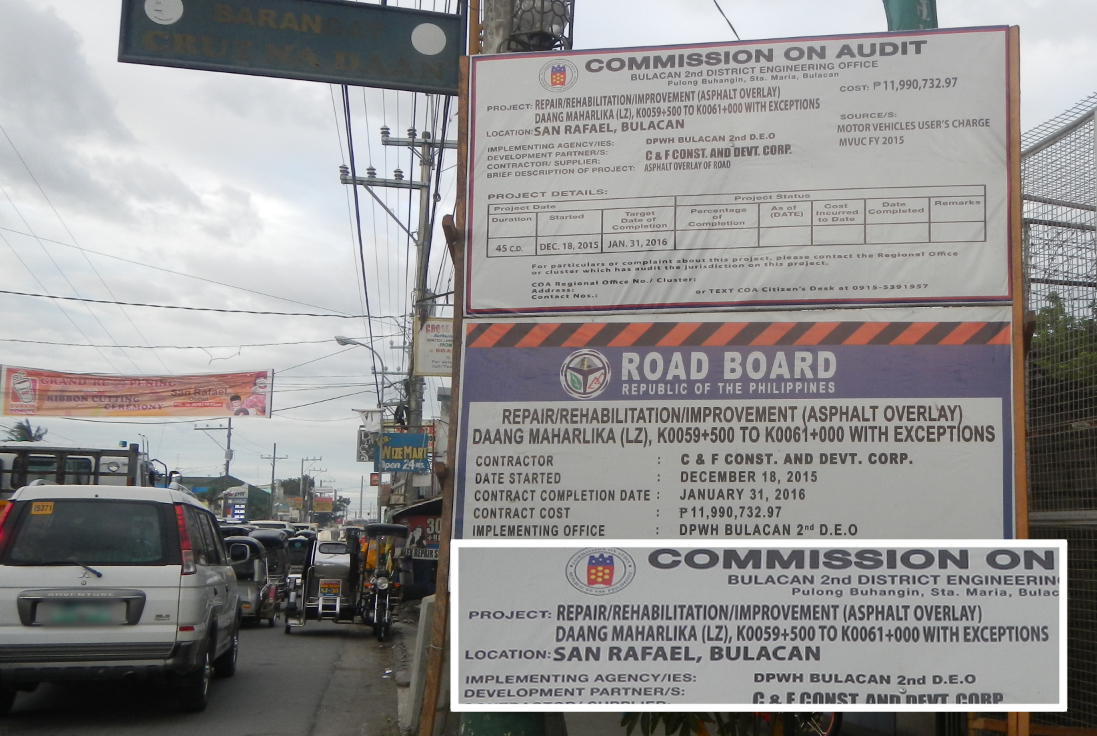 BARANGAY
COMMISSION ON AUDIT
BULACAN 2nd DISTRICT ENGINEERING OFFICE
Pulong Buhangin, Sta. Maria, Bulacan
COST: ₱11,990,732.97
PROJECT: REPAIR/REHABILITATION/IMPROVEMENT (ASPHALT OVERLAY)
DAANG MAHARLIKA (LZ), K0059+500 TO K0061+000 WITH EXCEPTIONS
LOCATION: SAN RAFAEL, BULACAN
SOURCE/S:
MOTOR VEHICLES USER'S CHARGE
MVUC FY 2015
IMPLEMENTING AGENCY/IES: DPWH BULACAN 2nd D.E.O
DEVELOPMENT PARTNER/S:
CONTRACTOR/ SUPPLIER: C & F CONST. AND DEVT. CORP.
BRIEF DESCRIPTION OF PROJECT: ASPHALT OVERLAY OF ROAD
PROJECT DETAILS:
Project Date Project Status
Duration Started Target Date of Completion Percentage of Completion As of (DATE) Cost Incurred to Date Date Completed Remarks
45 C.D. DEC. 18, 2015 JAN. 31, 2016
For particulars or complaint about this project, please contact the Regional Office
or cluster which has audit the jurisdiction on this project.
COA Regional Office No./ Cluster:
Address:
Contact Nos.: or TEXT COA Citizen's Desk at 0915-5391957
ROAD BOARD
REPUBLIC OF THE PHILIPPINES
REPAIR/REHABILITATION/IMPROVEMENT (ASPHALT OVERLAY)
DAANG MAHARLIKA (LZ), K0059+500 TO K0061+000 WITH EXCEPTIONS
CONTRACTOR : C & F CONST. AND DEVT. CORP.
DATE STARTED : DECEMBER 18, 2015
CONTRACT COMPLETION DATE : JANUARY 31, 2016
CONTRACT COST : ₱11,990,732.97
IMPLEMENTING OFFICE : DPWH BULACAN 2nd D.E.O
COMMISSION ON
BULACAN 2nd DISTRICT ENGINEERING
Pulong Buhangin, Sta. Maria, Bulac
PROJECT: REPAIR/REHABILITATION/IMPROVEMENT (ASPHALT OVERLAY)
DAANG MAHARLIKA (LZ), K0059+500 TO K0061+000 WITH EXCEPTIONS
LOCATION: SAN RAFAEL, BULACAN
IMPLEMENTING AGENCY/IES: DPWH BULACAN 2nd D.E.O
DEVELOPMENT PARTNER/S:
C & F CONST. AND DEVT. CORP.
GRAND RE-OPENING
RIBBON CUTTING
CEREMONY
San Rafael
WIZEMART
Open 24
ADVENTURE